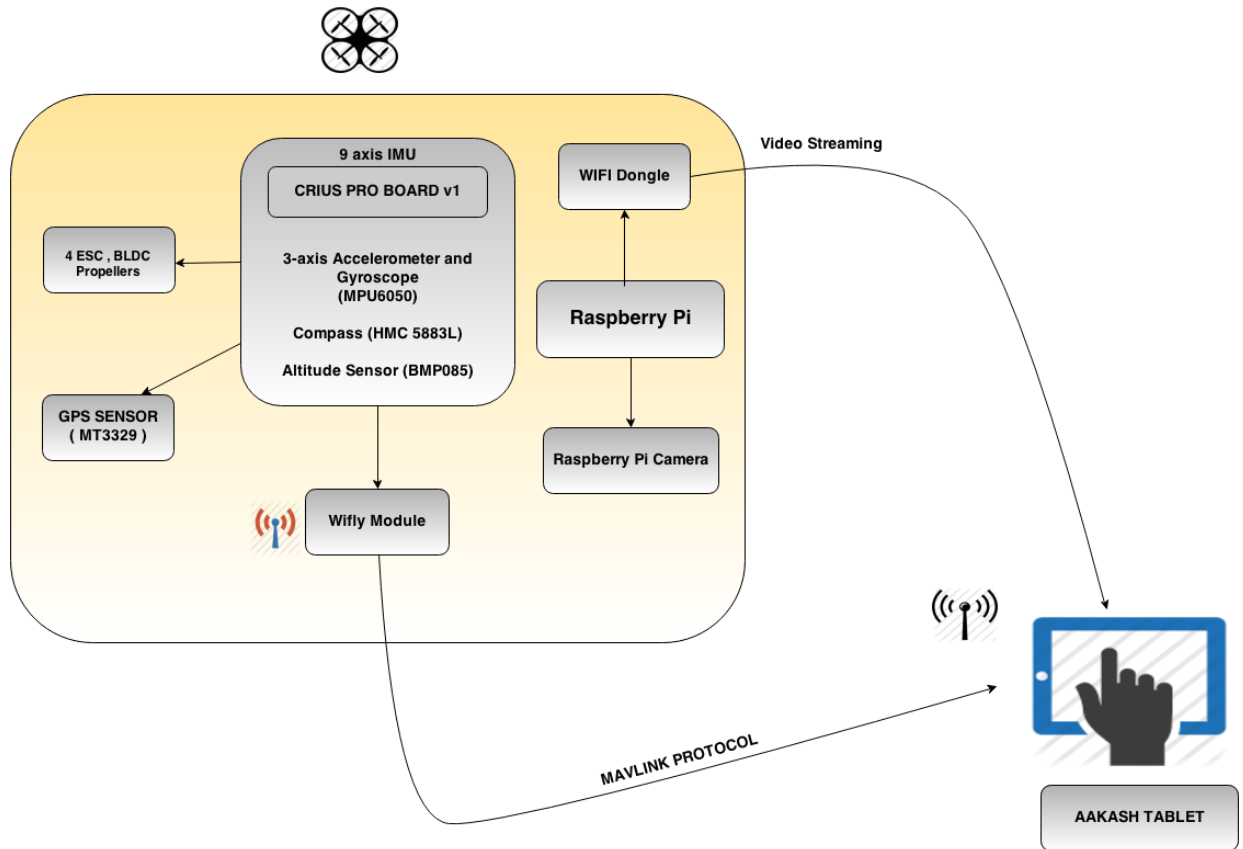 9 axis IMU
CRIUS PRO BOARD v1
3-axis Accelerometer and
Gyroscope
(MPU6050)
Compass (HMC 5883L)
Altitude Sensor (BMP085)
4 ESC , BLDC
Propellers
GPS SENSOR
( MT3329 )
Wifly Module
WIFI Dongle
Raspberry Pi
Raspberry Pi Camera
Video Streaming
MAVLINK PROTOCOL
AAKASH TABLET